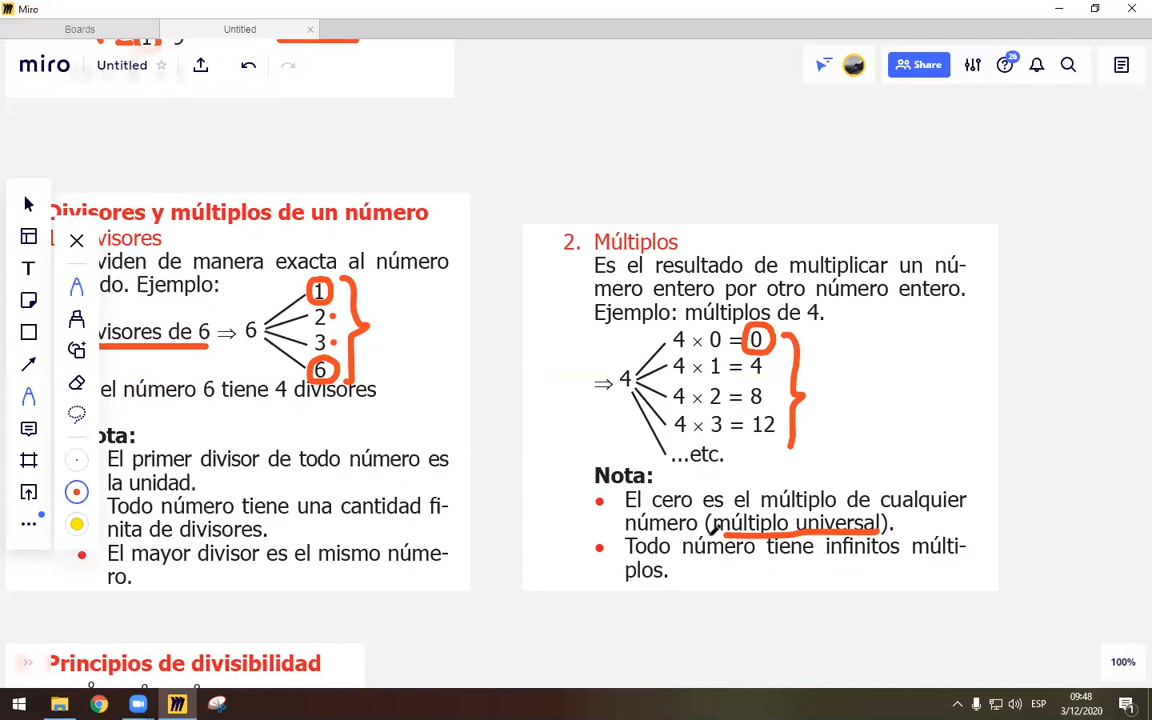 Miro
Boards
Untitled
miro
Untitled
Share
26
Divisores y múltiplos de un número
visores
viden de manera exacta al número
do. Ejemplo:
visores de 6 ⇒ 6
1
2
3
6
el número 6 tiene 4 divisores
ota:
El primer divisor de todo número es
la unidad.
Todo número tiene una cantidad fi-
nita de divisores.
• El mayor divisor es el mismo núme-
ro.
2. Múltiplos
Es el resultado de multiplicar un nú-
mero entero por otro número entero.
Ejemplo: múltiplos de 4.
4 × 0 = 0
4 × 1 = 4
⇒ 4
4 × 2 = 8
4 × 3 = 12
...etc.
Nota:
• El cero es el múltiplo de cualquier
número (múltiplo universal).
• Todo número tiene infinitos múlti-
plos.
Principios de divisibilidad
100%
ESP
09:48
3/12/2020
1